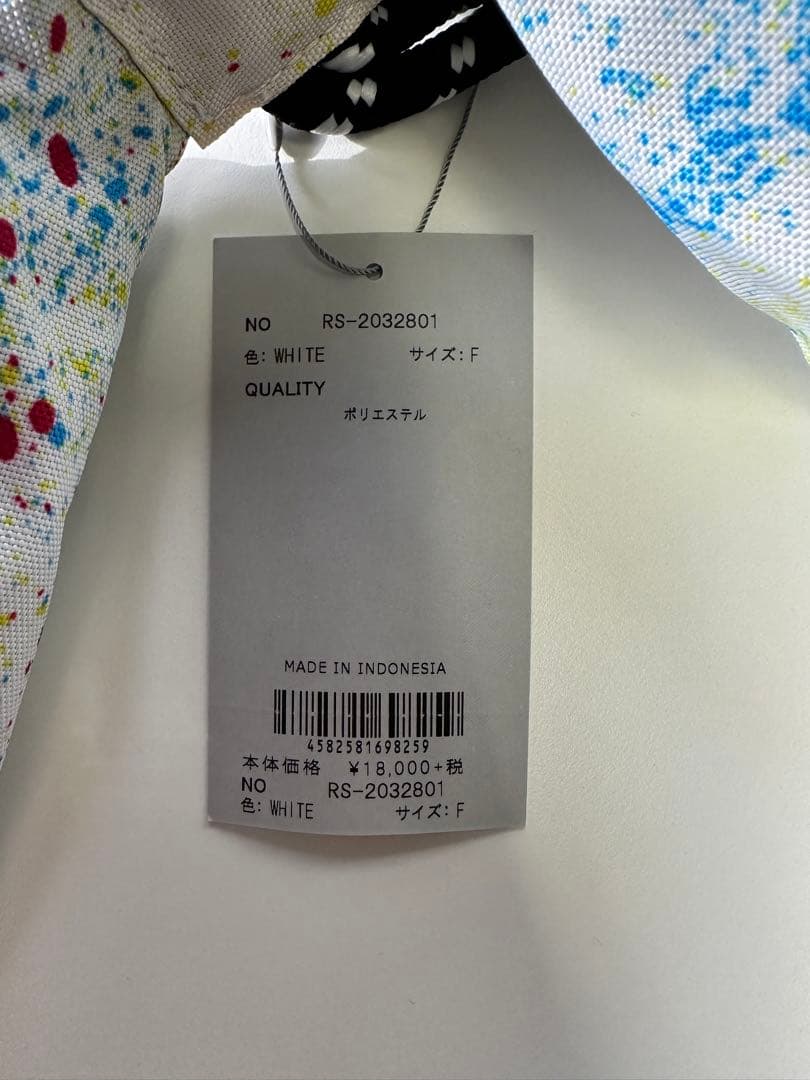 NO RS-2032801
色: WHITE サイズ: F
QUALITY
ポリエステル
MADE IN INDONESIA
4582581698259
本体価格 ¥18,000+税
NO RS-2032801
色: WHITE サイズ: F